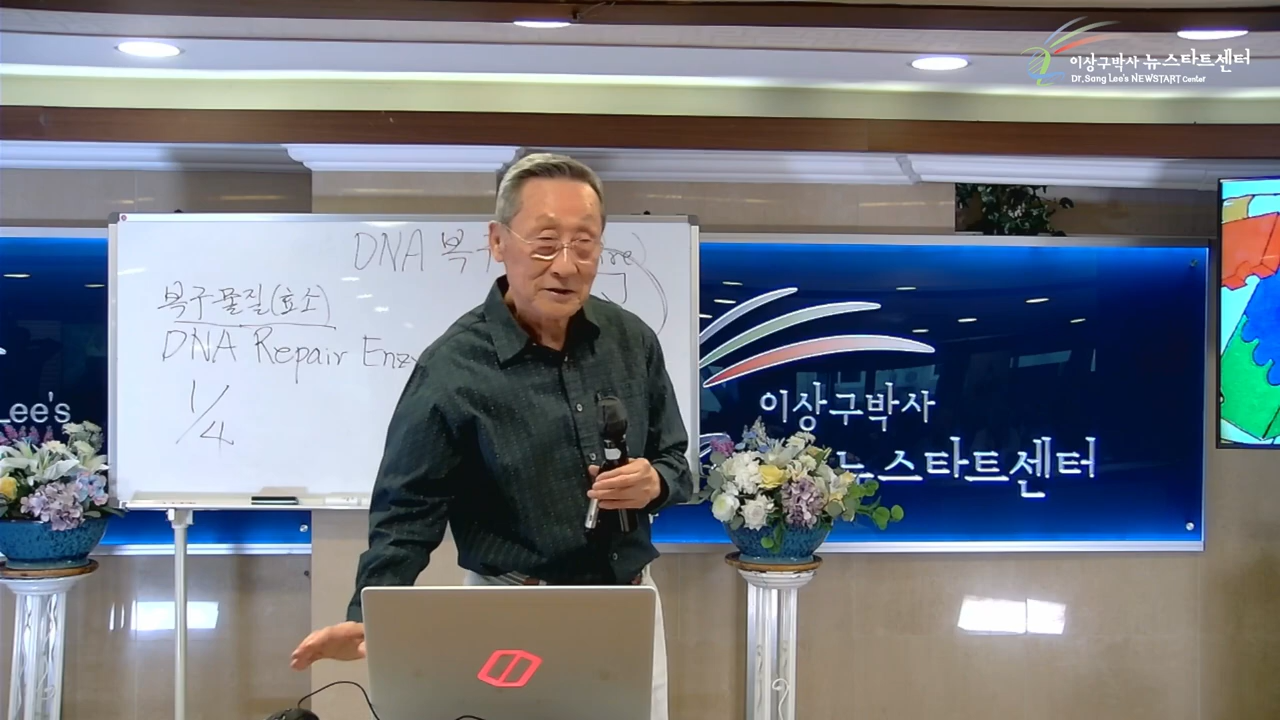 이상구박사 뉴스타트센터
Dr. Sang Lee's NEWSTART Center
DNA 복구
복구물질(효소)
DNA Repair
1/4
Lee's
이상구박사
뉴스타트센터